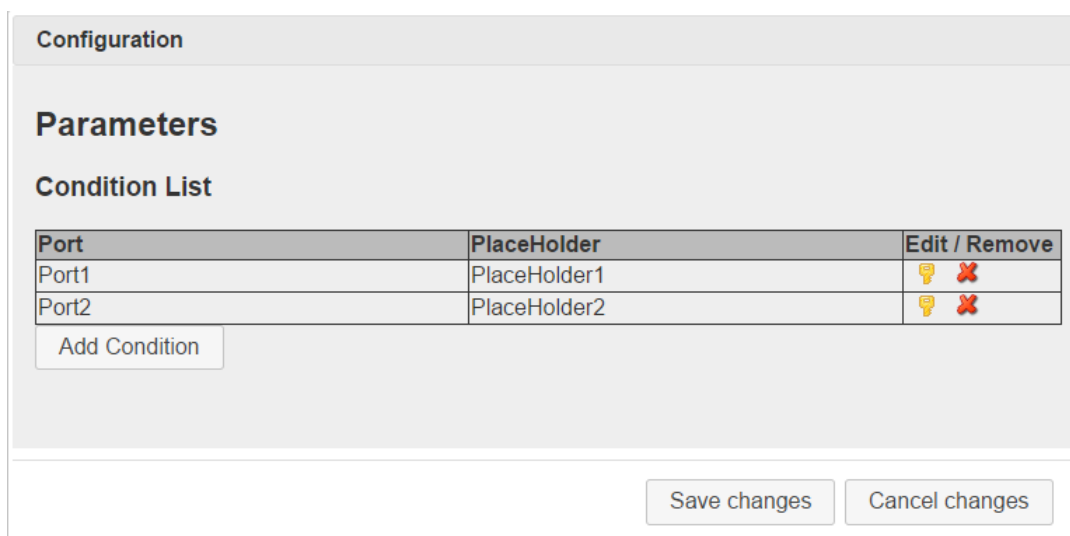 Configuration
Parameters
Condition List
Port PlaceHolder Edit / Remove
Port1 PlaceHolder1
Port2 PlaceHolder2
Add Condition
Save changes Cancel changes